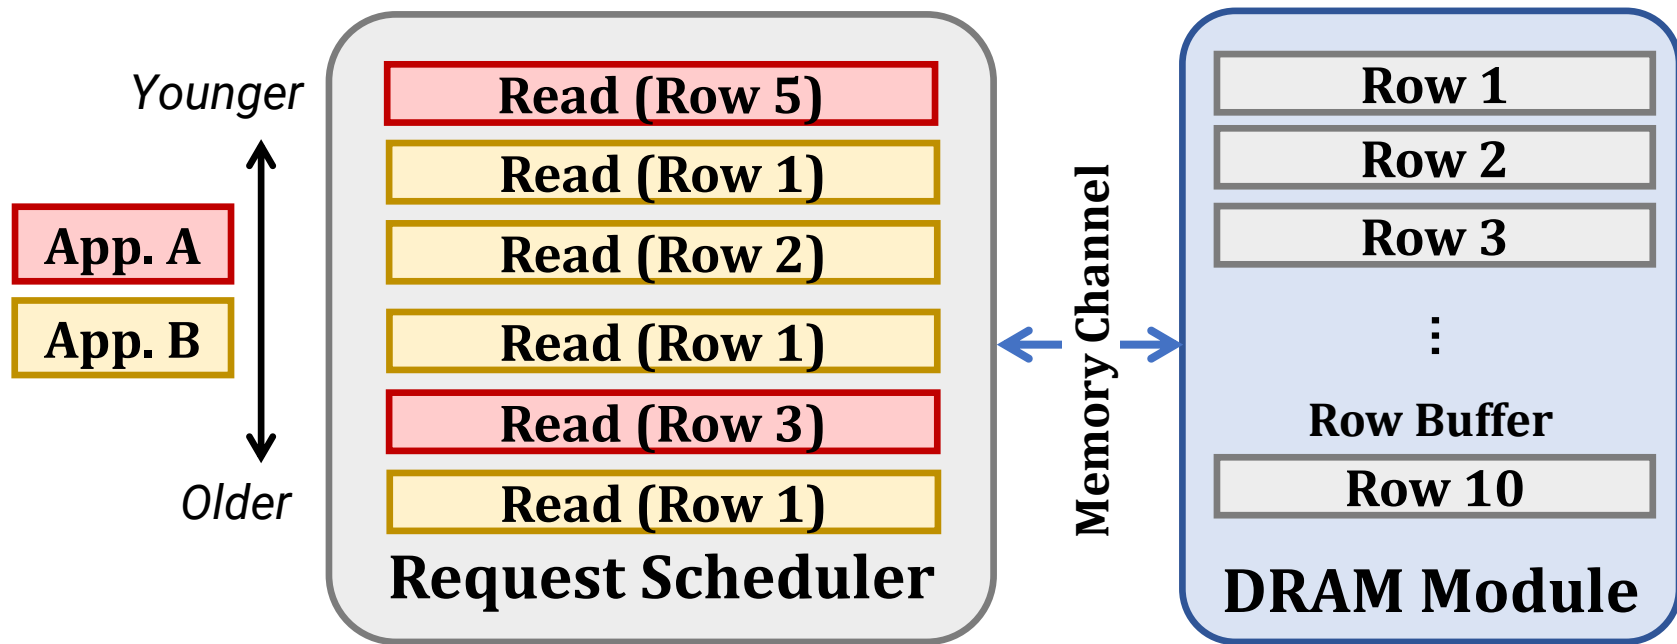 Younger
App. A
App. B
Older
Read (Row 5)
Read (Row 1)
Read (Row 2)
Read (Row 1)
Read (Row 3)
Read (Row 1)
Request Scheduler
Memory Channel
Row 1
Row 2
Row 3
...
Row Buffer
Row 10
DRAM Module